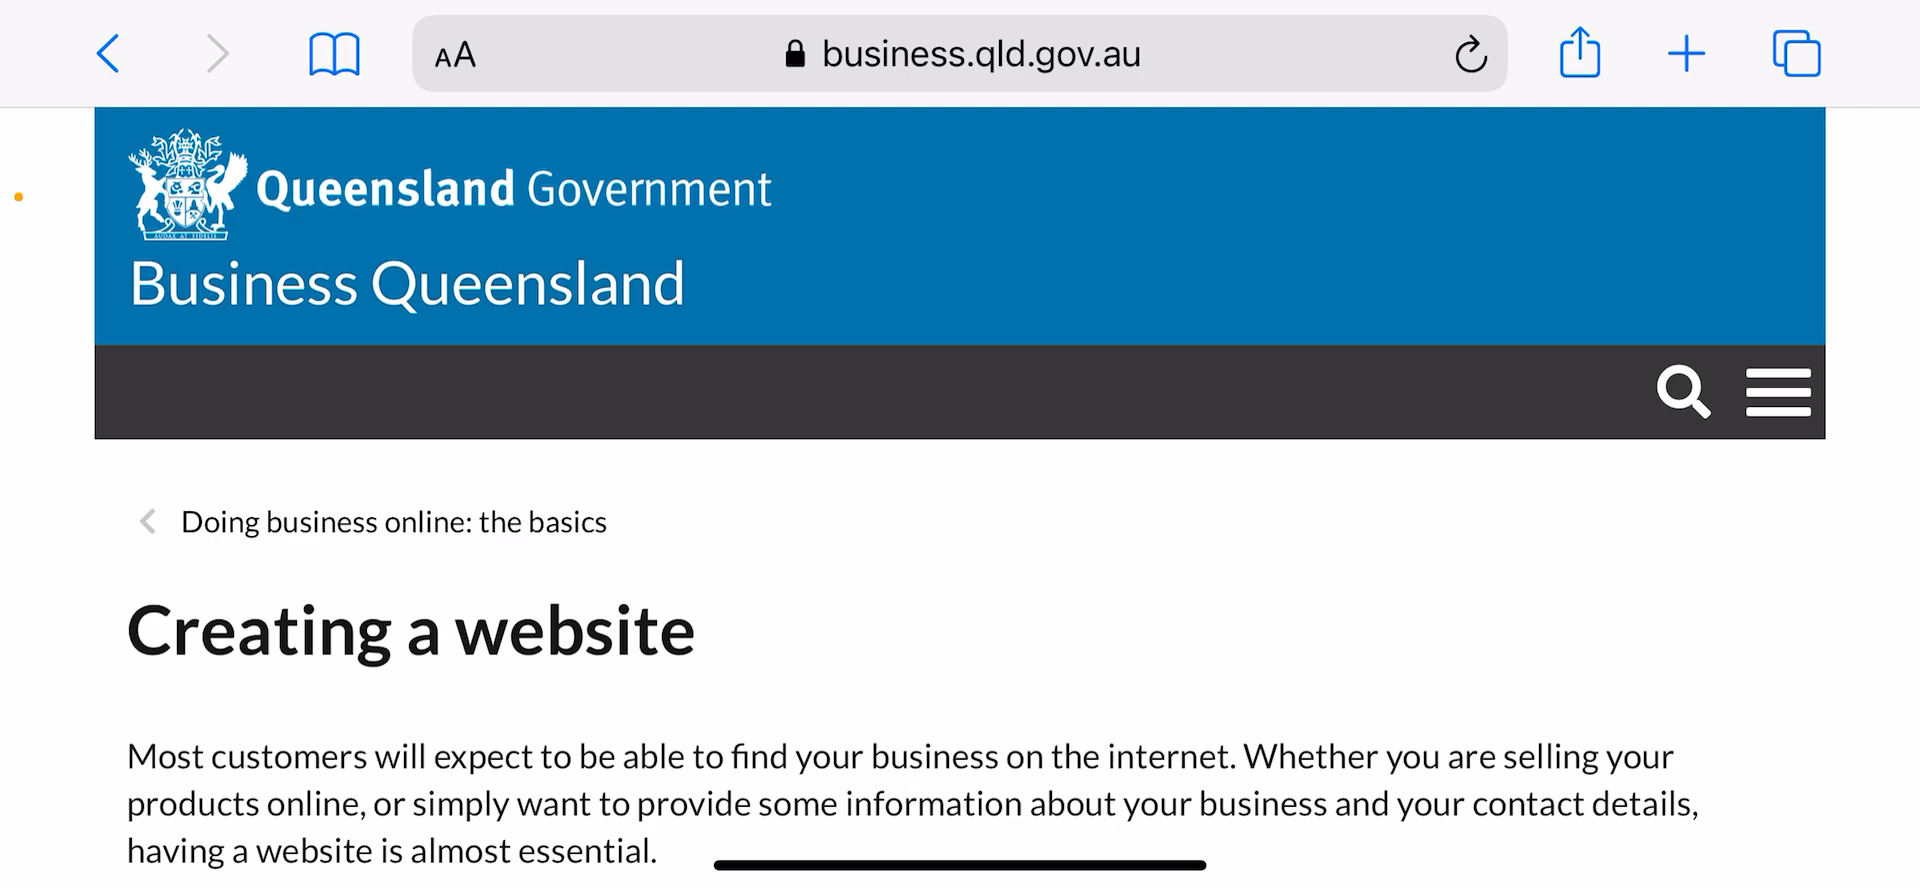 AA
business.qld.gov.au
Queensland Government
Business Queensland
Doing business online: the basics
Creating a website
Most customers will expect to be able to find your business on the internet. Whether you are selling your
products online, or simply want to provide some information about your business and your contact details,
having a website is almost essential.